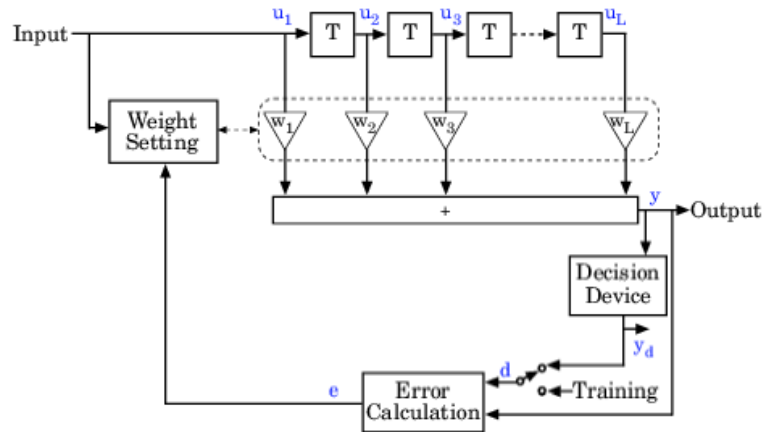 u1 u2 u3 uL
Input T T T T
Weight
Setting
w1 w2 w3 wL
+
y
Output
Decision
Device
yd
d
Training
e
Error
Calculation